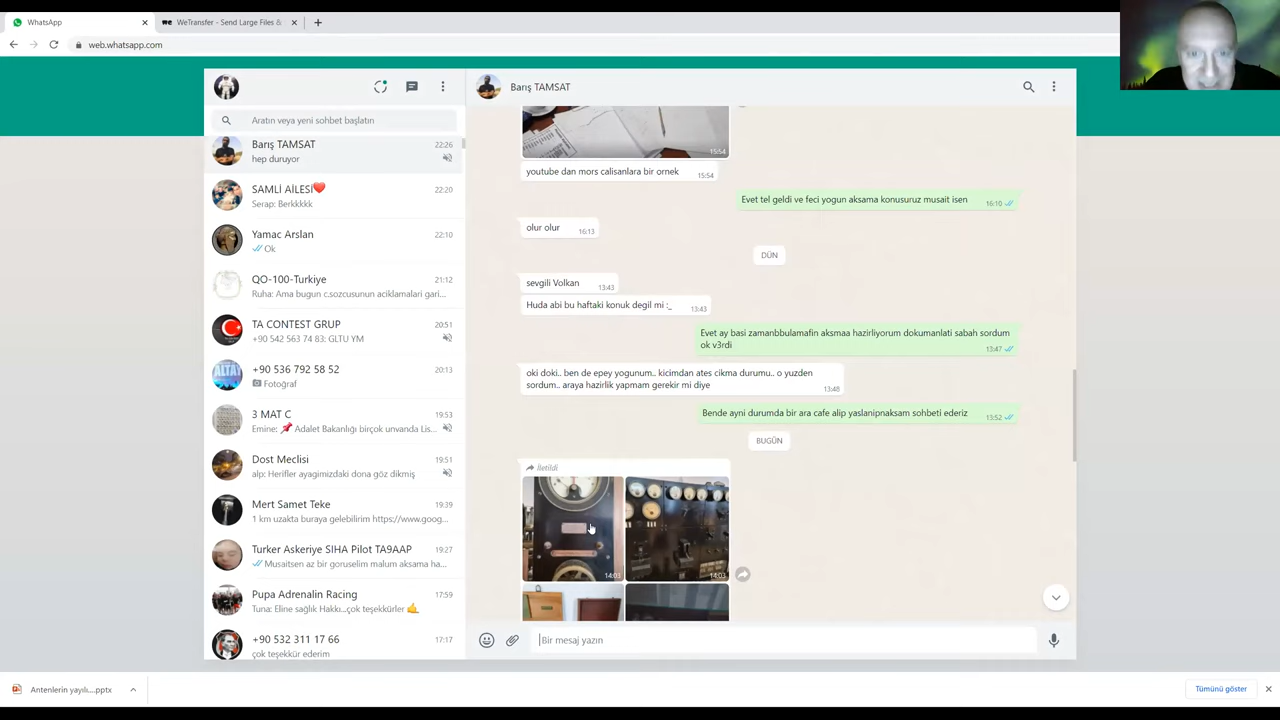 WhatsApp
WeTransfer - Send Large Files &
web.whatsapp.com
Barış TAMSAT
Aratın veya yeni sohbet başlatın
Barış TAMSAT
22:26
hep duruyor
SAMLİ AİLESİ❤️
22:20
Serap: Berkkkkk
Yamac Arslan
22:10
Ok
QO-100-Turkiye
21:12
Ruha: Ama bugun c.sozcusunun aciklamalari gari...
TA CONTEST GRUP
20:51
+90 542 563 74 83: GLTU YM
+90 536 792 58 52
20:13
Fotoğraf
3 MAT C
19:53
Emine: 📌 Adalet Bakanlığı birçok unvanda Lis...
Dost Meclisi
19:51
alp: Herifler ayagimizdaki dona göz dikmiş
Mert Samet Teke
19:39
1 km uzakta buraya gelebilirim https://www.goog...
Turker Askeriye SIHA Pilot TA9AAP
19:27
Musaitsen az bir goruselim malum aksama ha...
Pupa Adrenalin Racing
17:59
Tuna: Eline sağlık Hakkı...çok teşekkürler
+90 532 311 17 66
17:17
çok teşekkür ederim
15:54
youtube dan mors calisanlara bir ornek
15:54
Evet tel geldi ve feci yogun aksama konusuruz musait isen
16:10
olur olur
16:13
DÜN
sevgili Volkan
13:43
Huda abi bu haftaki konuk degil mi :_
13:43
Evet ay basi zamanbbulamafin aksmaa hazirliyorum dokumanlati sabah sordum
ok v3rdi
13:47
oki doki.. ben de epey yogunum.. kicimdan ates cikma durumu.. o yuzden
sordum.. araya hazirlik yapmam gerekir mi diye
13:48
Bende ayni durumda bir ara cafe alip yaslanipnaksam sohbeti ederiz
13:52
BUGÜN
İletildi
14:03
14:03
Bir mesaj yazın
Antenlerin yayılı....pptx
Tümünü göster